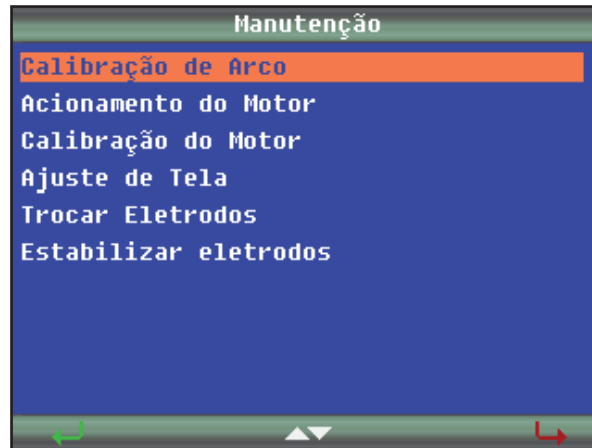 Manutenção
Calibração de Arco
Acionamento do Motor
Calibração do Motor
Ajuste de Tela
Trocar Eletrodos
Estabilizar eletrodos